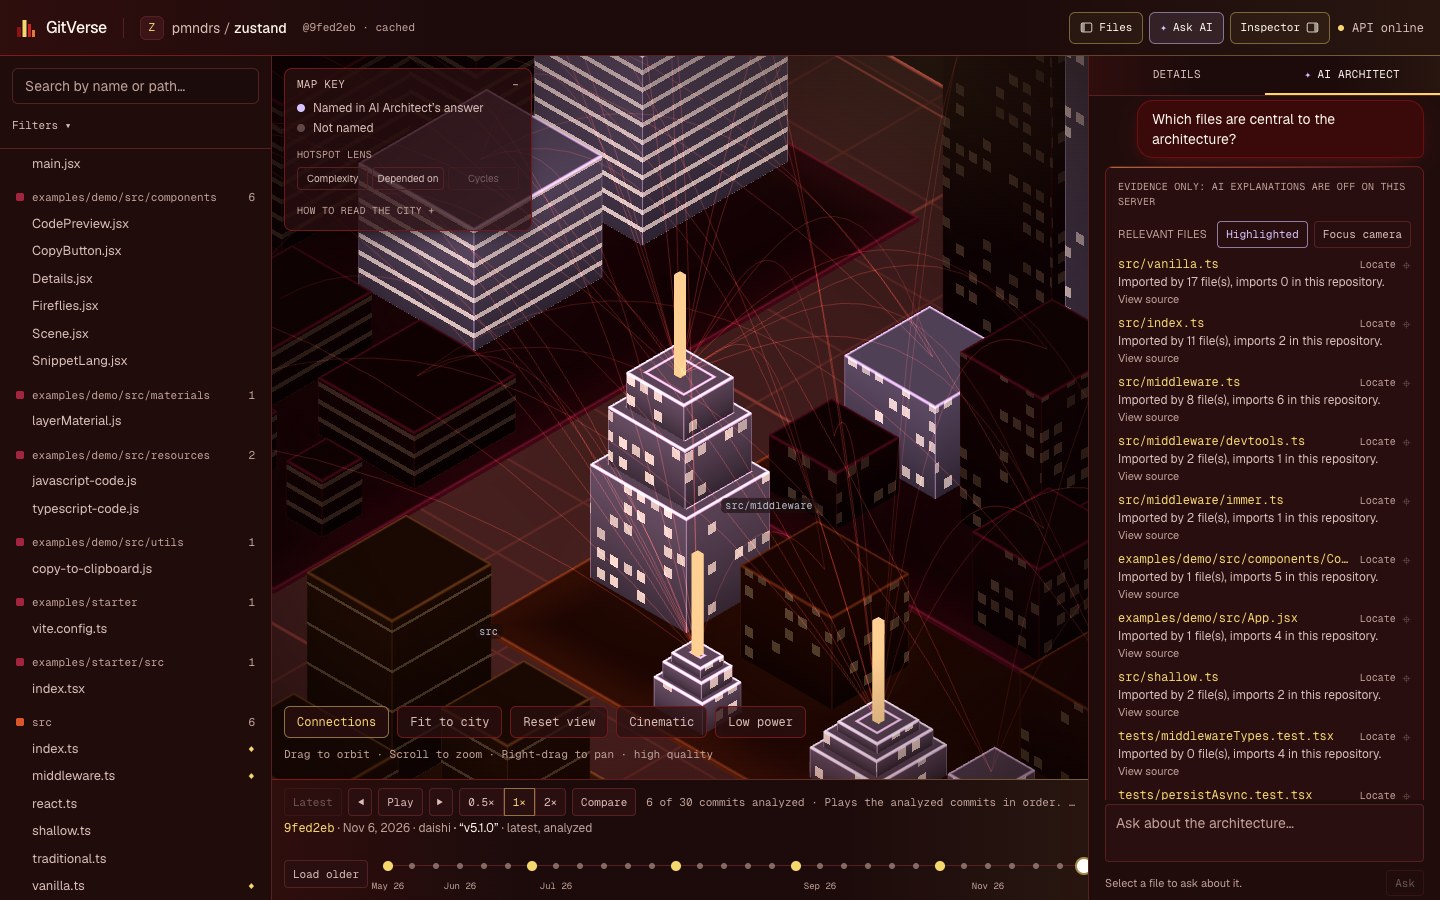 GitVerse
Z pmndrs / zustand @9fed2eb · cached
Files
✦ Ask AI
Inspector
API online
Search by name or path…
Filters ▾
main.jsx
examples/demo/src/components 6
CodePreview.jsx
CopyButton.jsx
Details.jsx
Fireflies.jsx
Scene.jsx
SnippetLang.jsx
examples/demo/src/materials 1
layerMaterial.js
examples/demo/src/resources 2
javascript-code.js
typescript-code.js
examples/demo/src/utils 1
copy-to-clipboard.js
examples/starter 1
vite.config.ts
examples/starter/src 1
index.tsx
src 6
index.ts
middleware.ts
react.ts
shallow.ts
traditional.ts
vanilla.ts
MAP KEY –
Named in AI Architect's answer
Not named
HOTSPOT LENS
Complexity Depended on Cycles
HOW TO READ THE CITY +
src/middleware
src
Connections Fit to city Reset view Cinematic Low power
Drag to orbit · Scroll to zoom · Right-drag to pan · high quality
Latest ◀ Play ▶ 0.5× 1× 2× Compare 6 of 30 commits analyzed · Plays the analyzed commits in order. …
9fed2eb · Nov 6, 2026 · daishi · “v5.1.0” · latest, analyzed
Load older
May 26 Jun 26 Jul 26 Sep 26 Nov 26
DETAILS ✦ AI ARCHITECT
Which files are central to the
architecture?
EVIDENCE ONLY: AI EXPLANATIONS ARE OFF ON THIS
SERVER
RELEVANT FILES Highlighted Focus camera
src/vanilla.ts Locate
Imported by 17 file(s), imports 0 in this repository.
View source
src/index.ts Locate
Imported by 11 file(s), imports 2 in this repository.
View source
src/middleware.ts Locate
Imported by 8 file(s), imports 6 in this repository.
View source
src/middleware/devtools.ts Locate
Imported by 2 file(s), imports 1 in this repository.
View source
src/middleware/immer.ts Locate
Imported by 2 file(s), imports 1 in this repository.
View source
examples/demo/src/components/Co… Locate
Imported by 1 file(s), imports 5 in this repository.
View source
examples/demo/src/App.jsx Locate
Imported by 1 file(s), imports 4 in this repository.
View source
src/shallow.ts Locate
Imported by 2 file(s), imports 2 in this repository.
View source
tests/middlewareTypes.test.tsx Locate
Imported by 0 file(s), imports 4 in this repository.
View source
tests/persistAsync.test.tsx Locate
Ask about the architecture…
Select a file to ask about it.
Ask